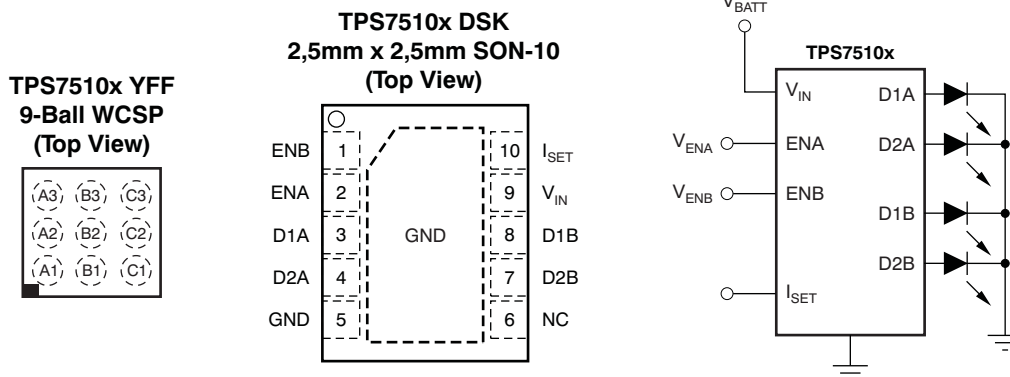 TPS7510x YFF
9-Ball WCSP
(Top View)
A3 B3 C3
A2 B2 C2
A1 B1 C1
TPS7510x DSK
2,5mm x 2,5mm SON-10
(Top View)
ENB 1 10 ISET
ENA 2 9 VIN
D1A 3 GND 8 D1B
D2A 4 7 D2B
GND 5 6 NC
VBATT
TPS7510x
VIN D1A
VENA ENA D2A
VENB ENB
D1B
D2B
ISET